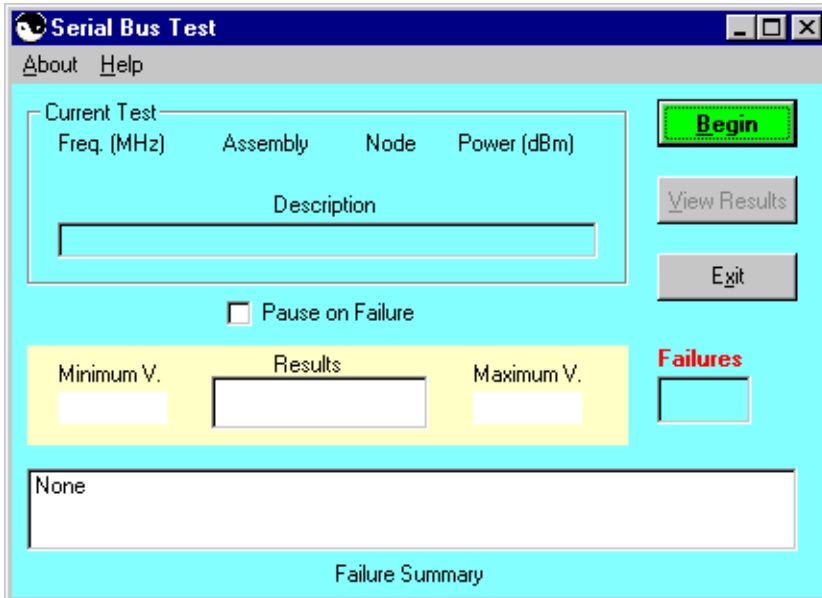 Serial Bus Test
About Help
Current Test
Freq. (MHz) Assembly Node Power (dBm)
Description
Begin
View Results
Exit
Pause on Failure
Minimum V. Results Maximum V.
Failures
None
Failure Summary